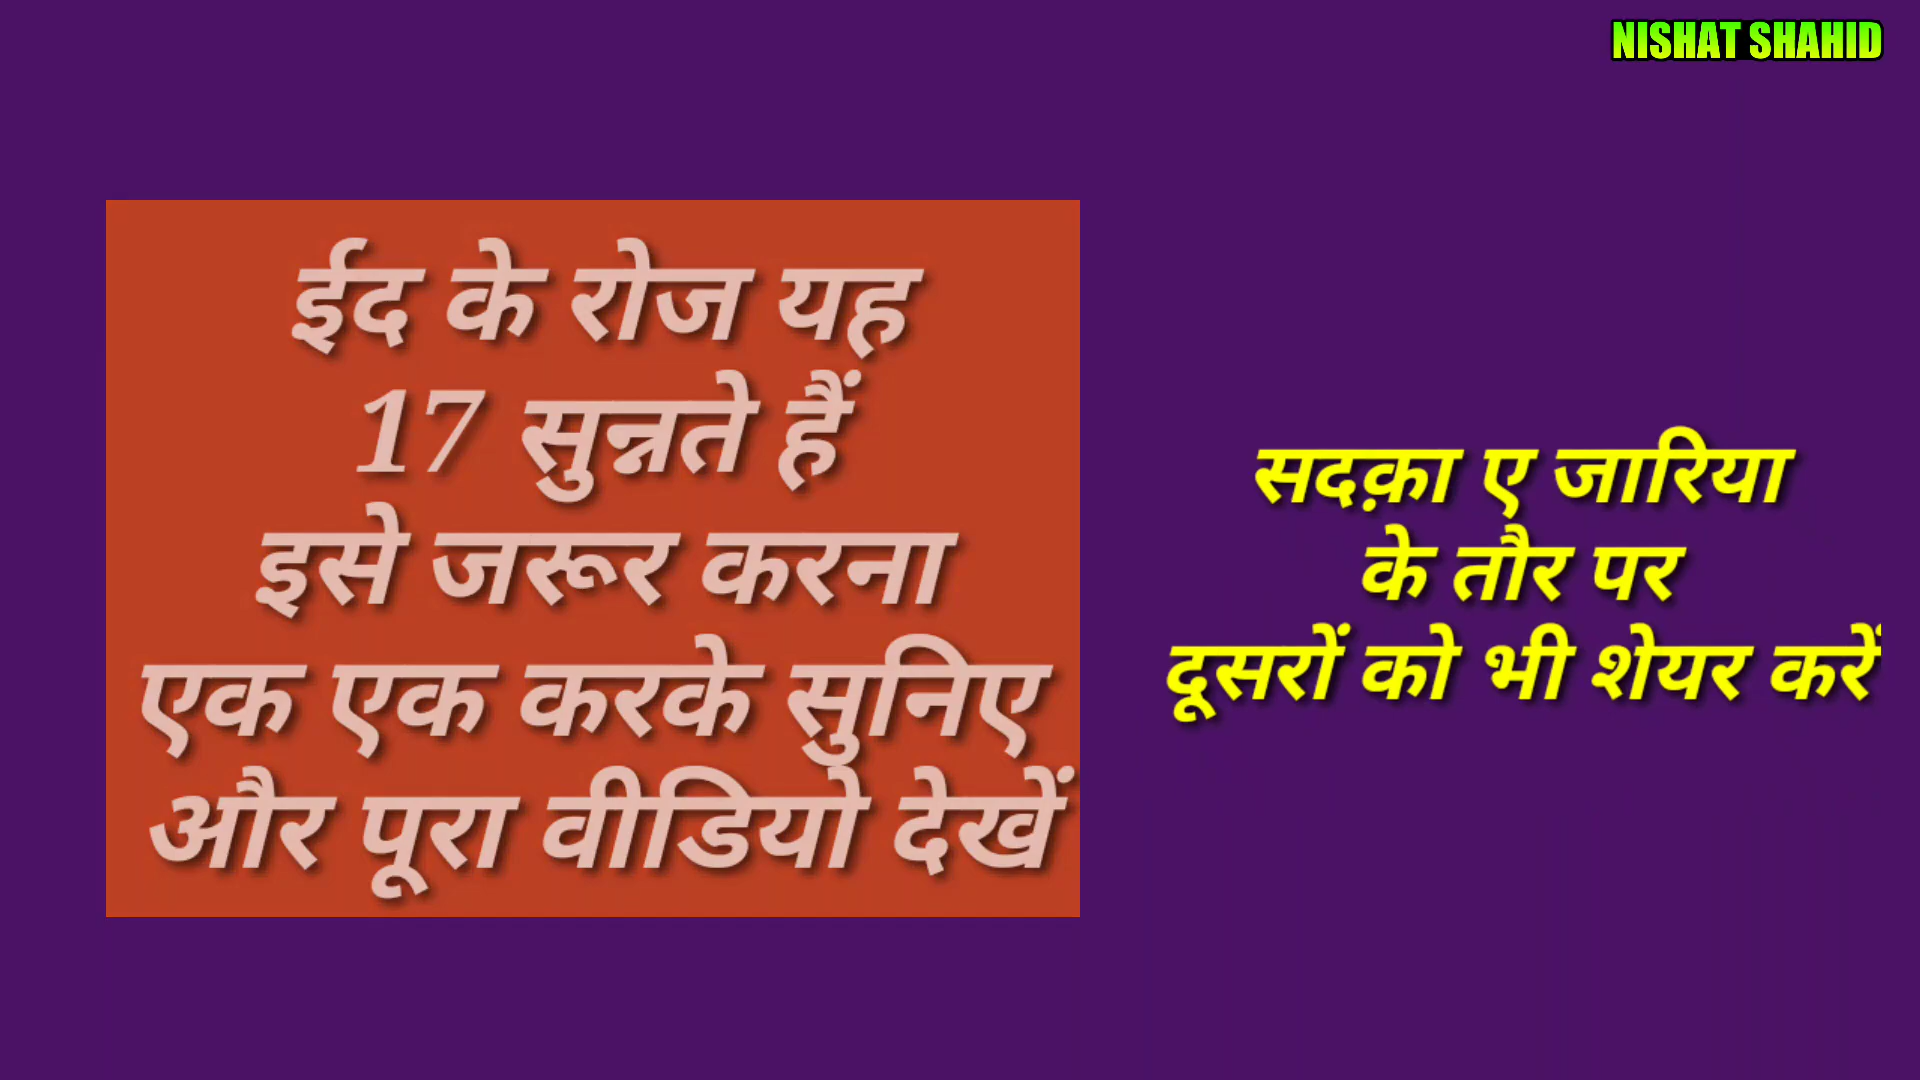 NISHAT SHAHID
ईद के रोज यह
17 सुन्नते हैं
इसे जरूर करना
एक एक करके सुनिए
और पूरा वीडियो देखें
सदक़ा ए जारिया
के तौर पर
दूसरों को भी शेयर करें